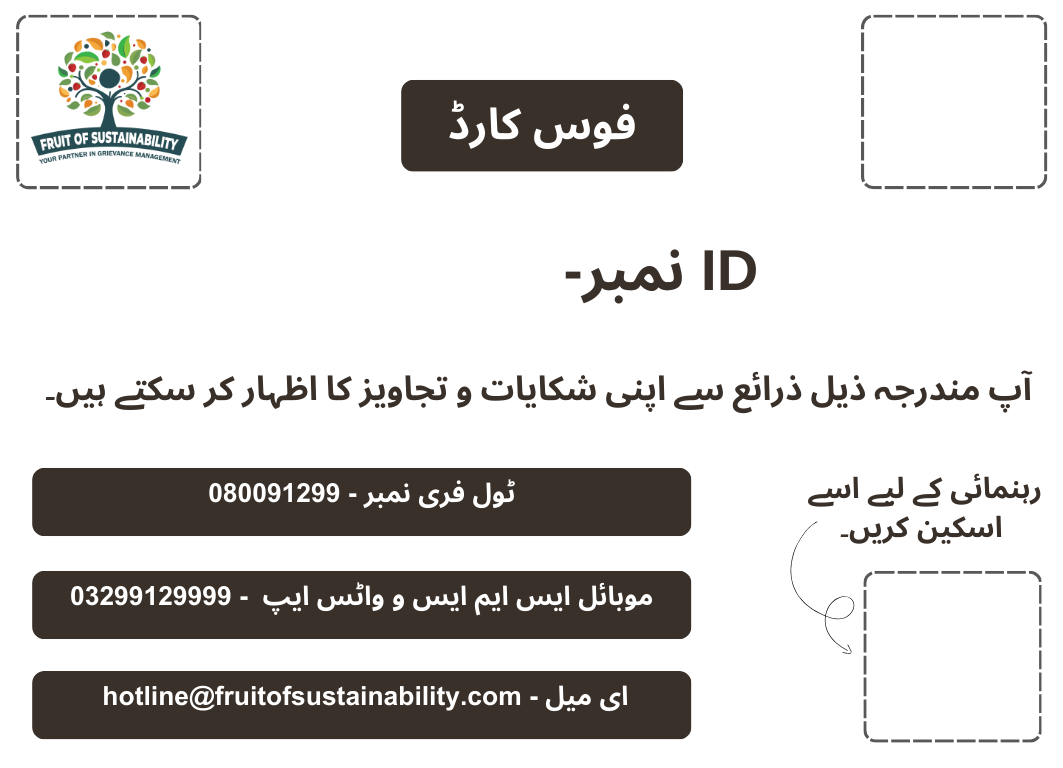 FRUIT OF SUSTAINABILITY
YOUR PARTNER IN GRIEVANCE MANAGEMENT
فوس کارڈ
ID نمبر-
آپ مندرجہ ذیل ذرائع سے اپنی شکایات و تجاویز کا اظہار کر سکتے ہیں۔
ٹول فری نمبر - 080091299
موبائل ایس ایم ایس و واٹس ایپ - 03299129999
ای میل - hotline@fruitofsustainability.com
رہنمائی کے لیے اسے
اسکین کریں۔